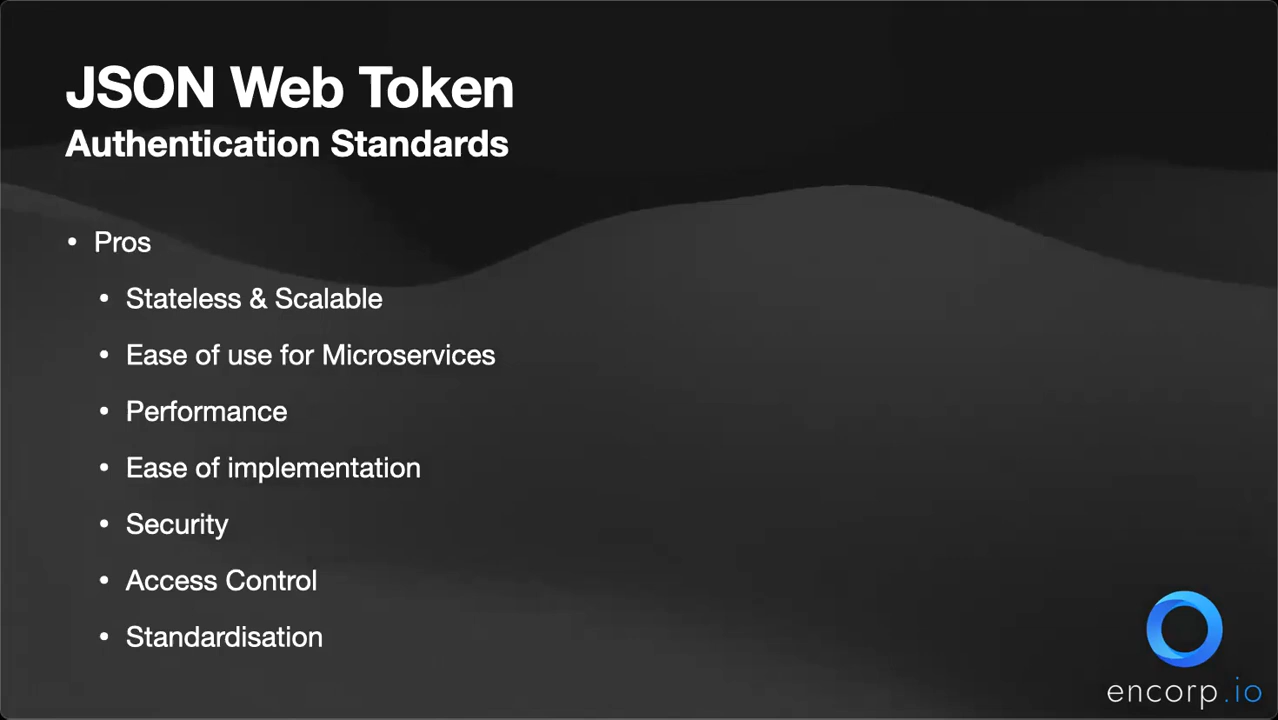 JSON Web Token
Authentication Standards
• Pros
• Stateless & Scalable
• Ease of use for Microservices
• Performance
• Ease of implementation
• Security
• Access Control
• Standardisation
encorp.io